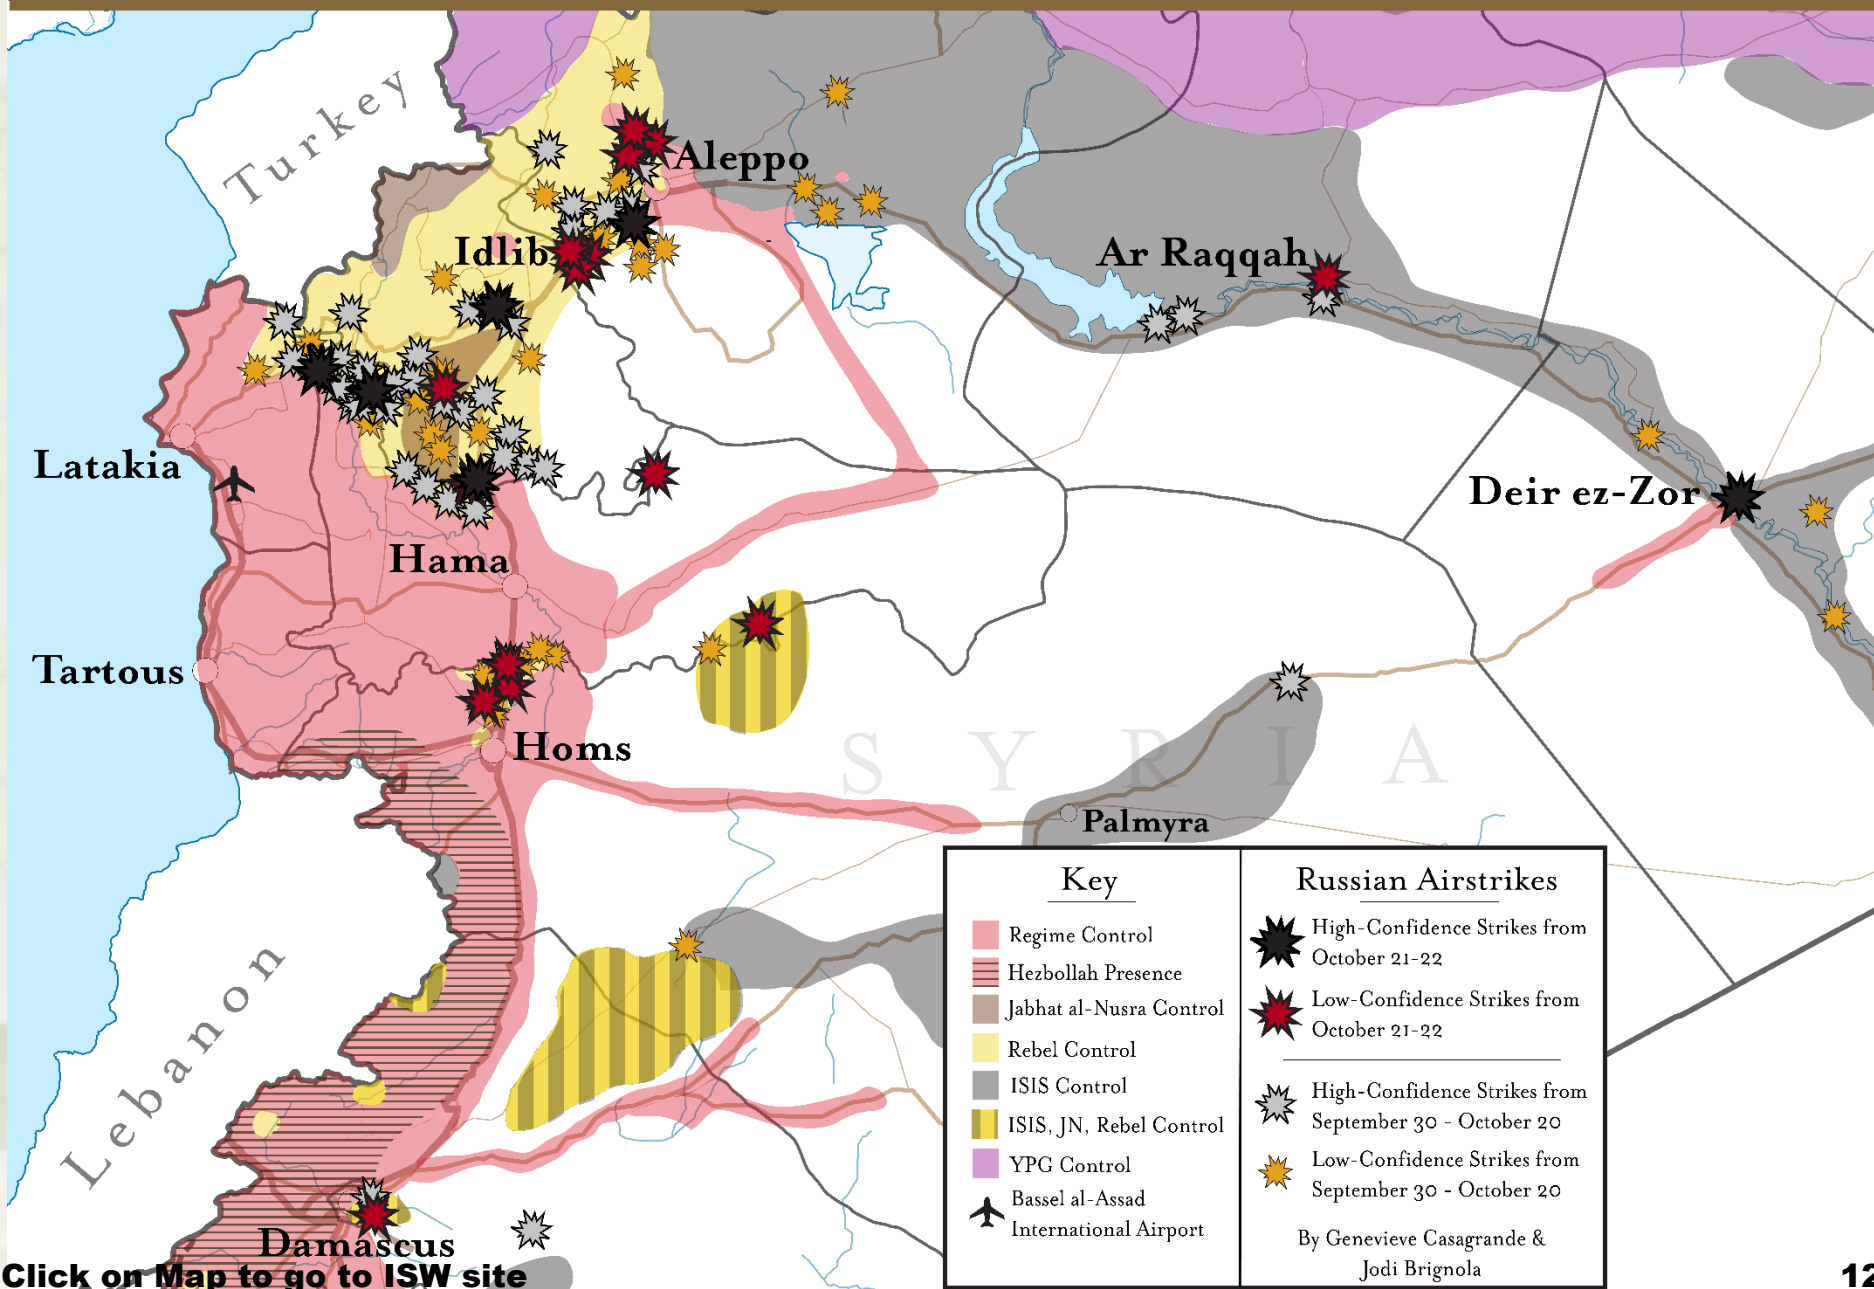 Turkey
Aleppo
Idlib
Ar Raqqah
Latakia
Deir ez-Zor
Hama
Tartous
Homs
SYRIA
Palmyra
Lebanon
Damascus
Key
Regime Control
Hezbollah Presence
Jabhat al-Nusra Control
Rebel Control
ISIS Control
ISIS, JN, Rebel Control
YPG Control
Bassel al-Assad
International Airport
Russian Airstrikes
High-Confidence Strikes from
October 21-22
Low-Confidence Strikes from
October 21-22
High-Confidence Strikes from
September 30 - October 20
Low-Confidence Strikes from
September 30 - October 20
By Genevieve Casagrande &
Jodi Brignola
Click on Map to go to ISW site
12